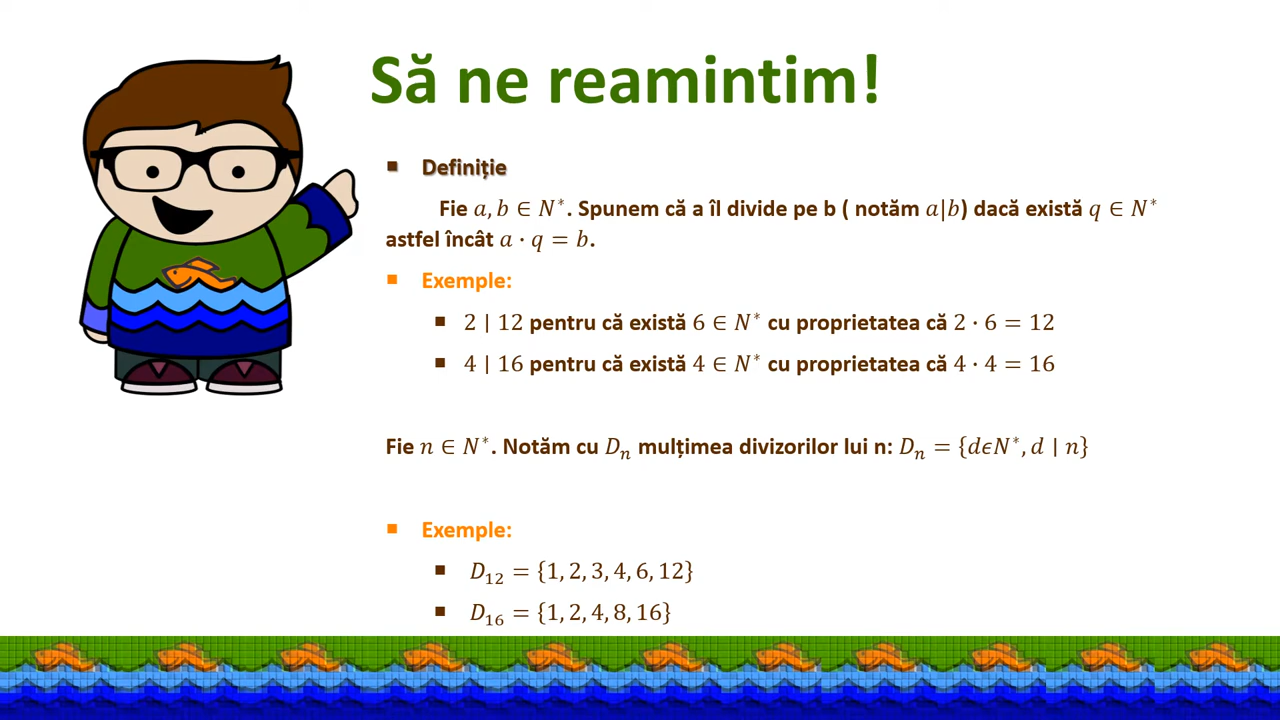 Să ne reamintim!
Definiție
Fie a, b ∈ N*. Spunem că a îl divide pe b ( notăm a|b) dacă există q ∈ N*
astfel încât a · q = b.
Exemple:
2 | 12 pentru că există 6 ∈ N* cu proprietatea că 2 · 6 = 12
4 | 16 pentru că există 4 ∈ N* cu proprietatea că 4 · 4 = 16
Fie n ∈ N*. Notăm cu Dₙ mulțimea divizorilor lui n: Dₙ = {dϵN*, d | n}
Exemple:
D₁₂ = {1, 2, 3, 4, 6, 12}
D₁₆ = {1, 2, 4, 8, 16}